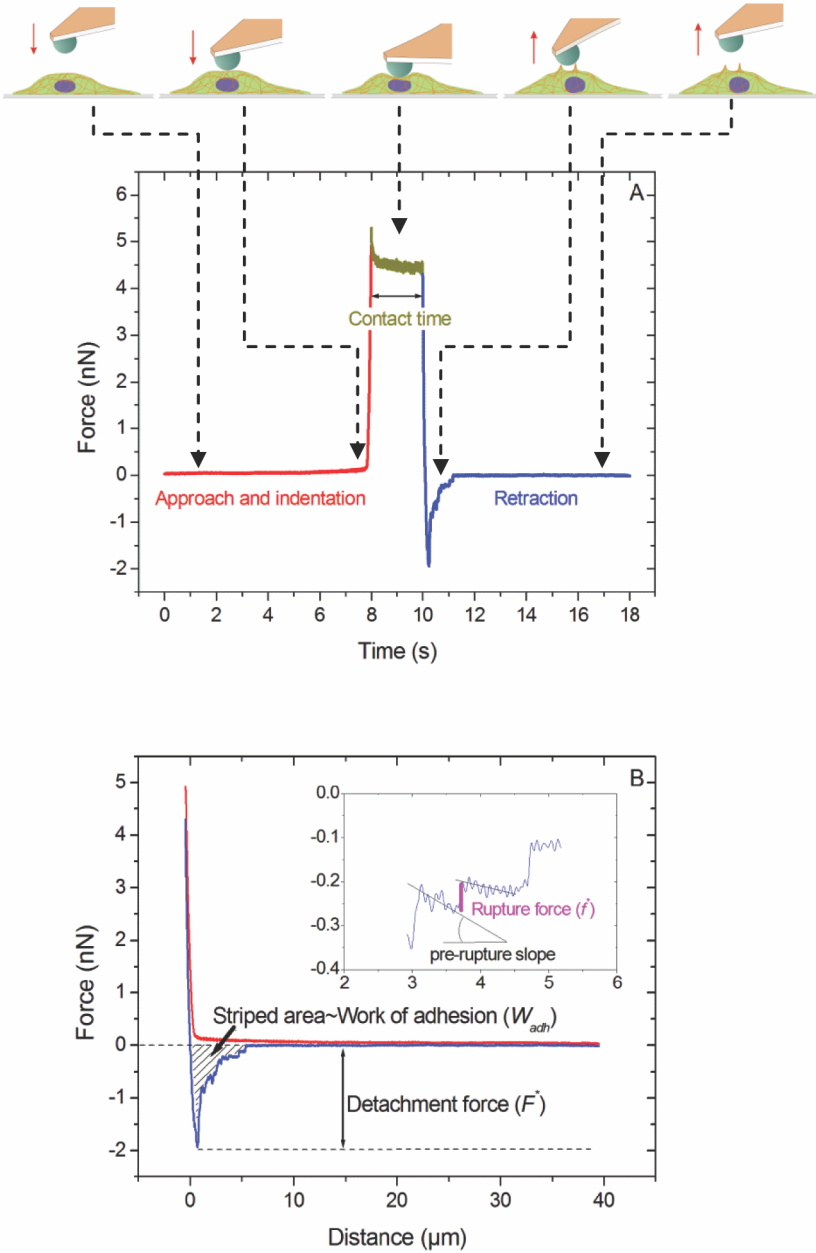 A
6
5
4
3
2
1
0
-1
-2
Force (nN)
Contact time
Approach and indentation
Retraction
0 2 4 6 8 10 12 14 16 18
Time (s)
B
5
4
3
2
1
0
-1
-2
Force (nN)
0.0
-0.1
-0.2
-0.3
-0.4
Rupture force (f*)
pre-rupture slope
2 3 4 5 6
Striped area~Work of adhesion (W_adh)
Detachment force (F*)
0 10 20 30 40
Distance (µm)